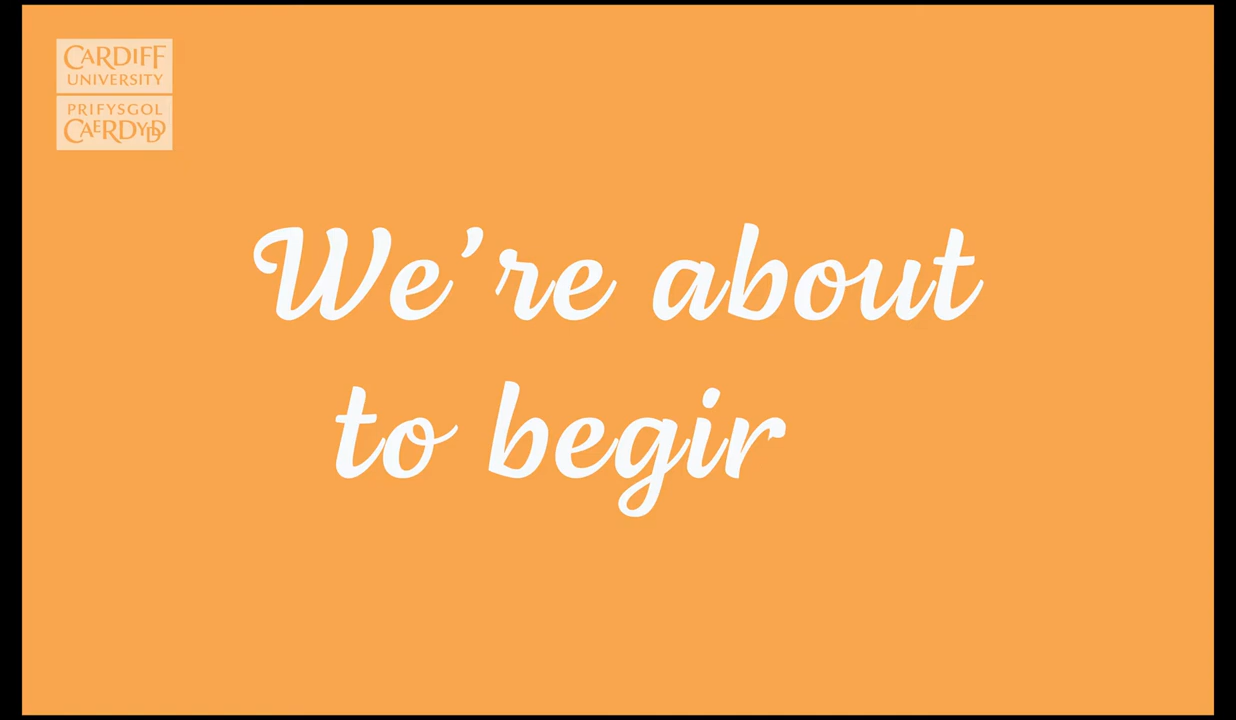 CARDIFF
UNIVERSITY
PRIFYSGOL
CAERDYDD
We're about
to begir